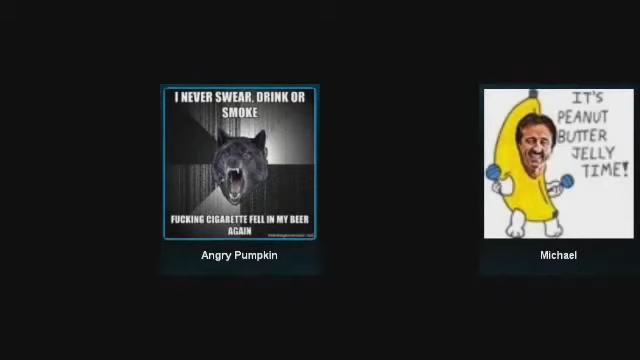 I NEVER SWEAR, DRINK OR
SMOKE
FUCKING CIGARETTE FELL IN MY BEER
AGAIN
Angry Pumpkin
IT'S
PEANUT
BUTTER
JELLY
TIME!
Michael